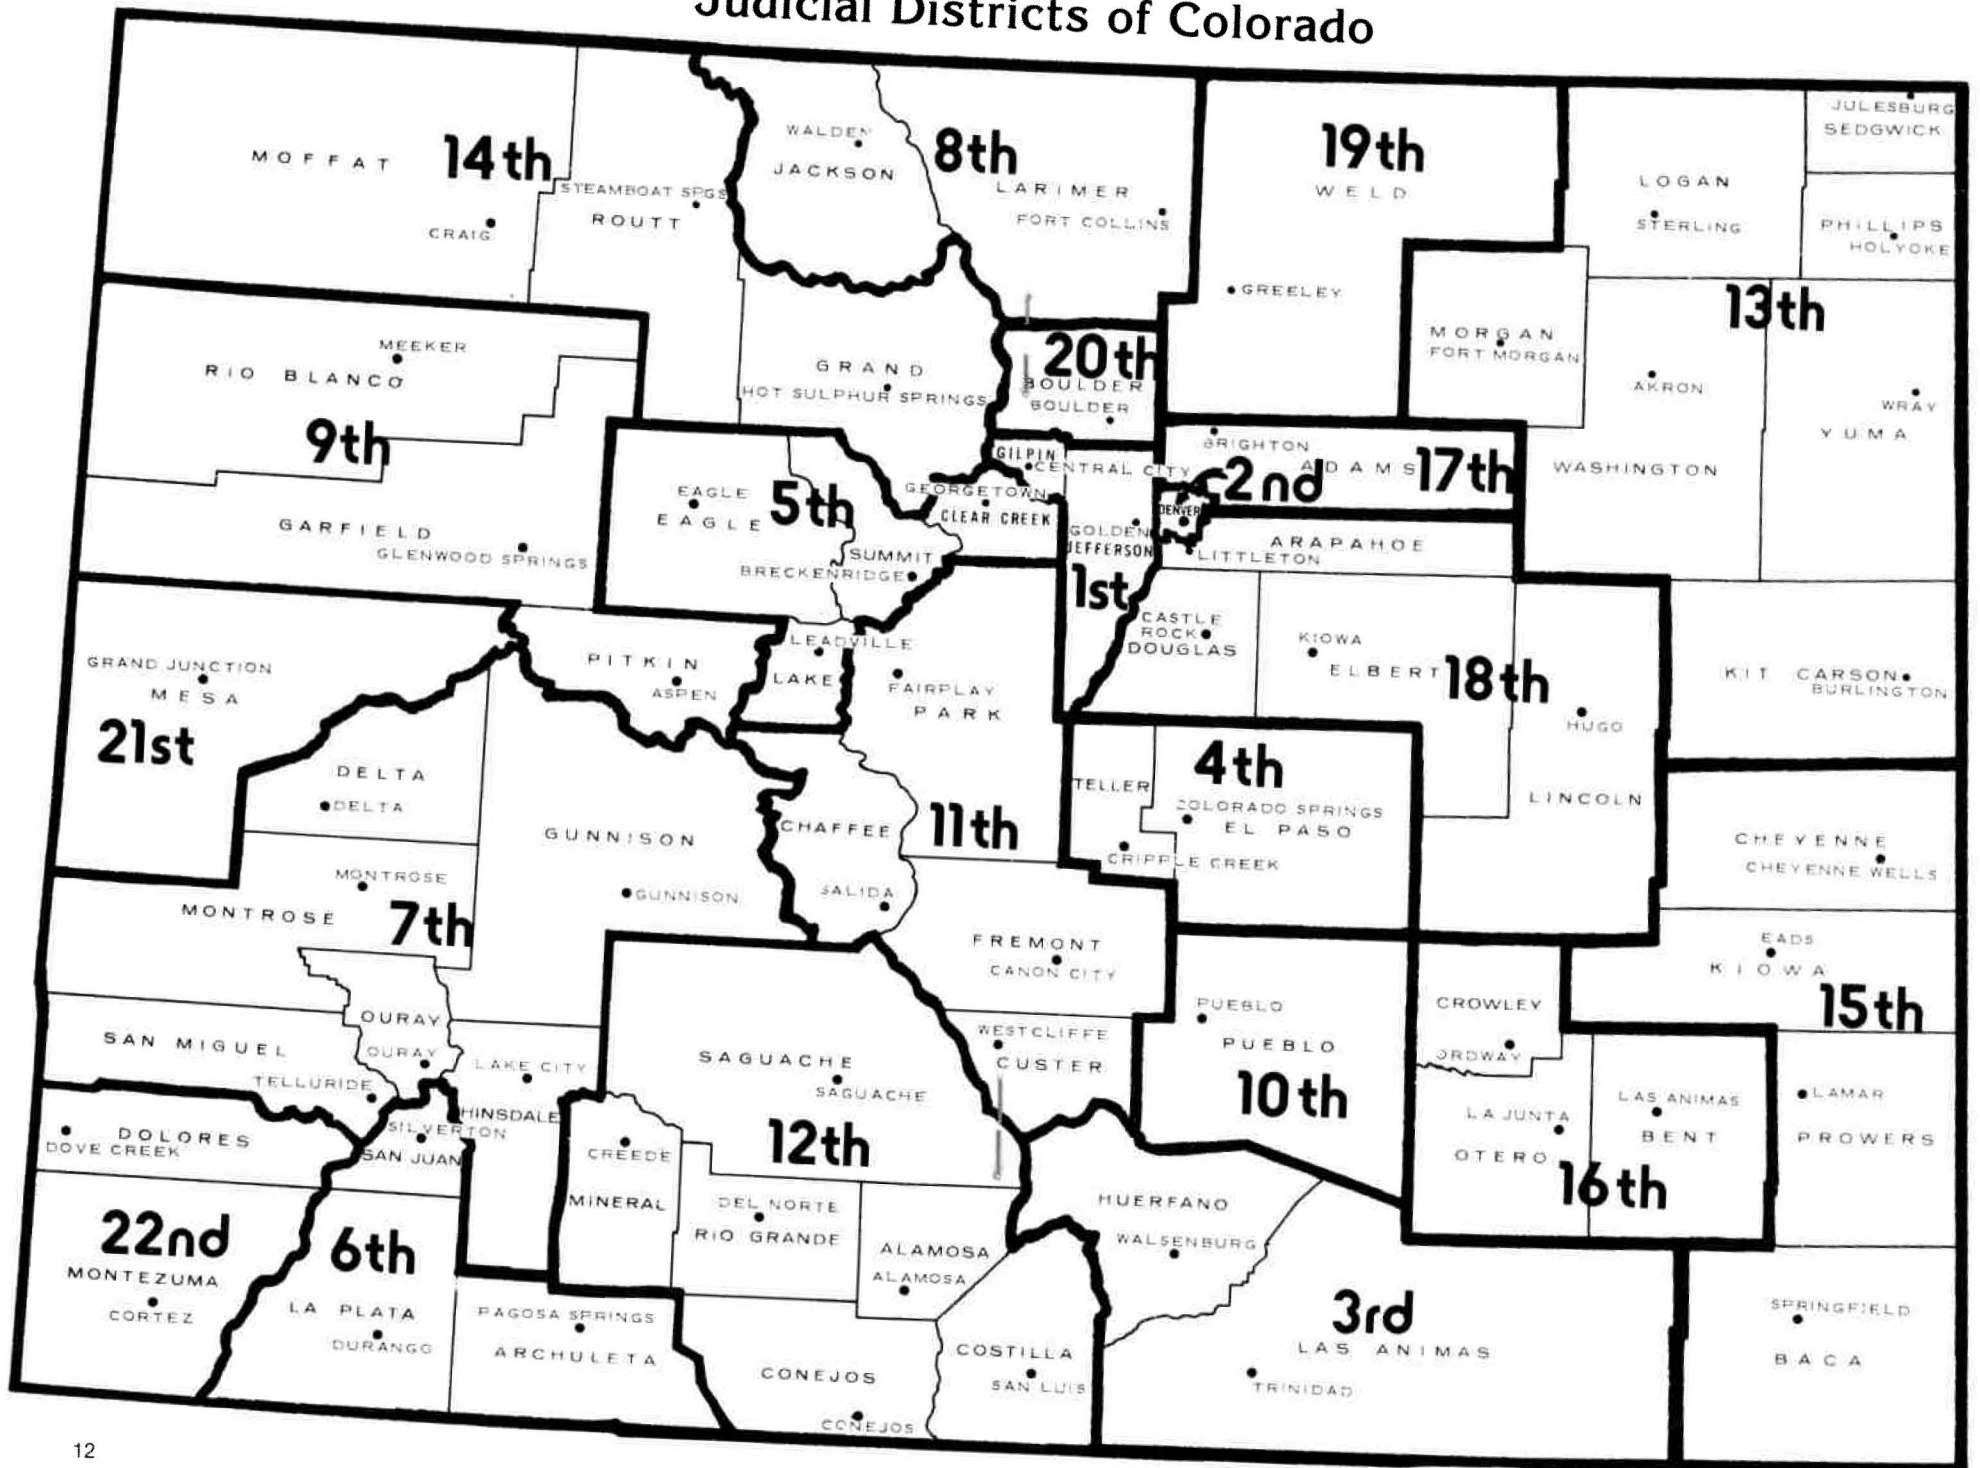 Judicial Districts of Colorado
MOFFAT
14th
CRAIG
STEAMBOAT SPGS
ROUTT
WALDEN
JACKSON
8th
LARIMER
FORT COLLINS
19th
WELD
GREELEY
LOGAN
STERLING
JULESBURG
SEDGWICK
PHILLIPS
HOLYOKE
13th
MORGAN
FORT MORGAN
AKRON
WASHINGTON
WRAY
YUMA
MEEKER
RIO BLANCO
9th
GARFIELD
GLENWOOD SPRINGS
GRAND
HOT SULPHUR SPRINGS
20th
BOULDER
BOULDER
GILPIN
CENTRAL CITY
BRIGHTON
ADAMS
17th
2nd
DENVER
EAGLE
EAGLE
5th
GEORGETOWN
CLEAR CREEK
SUMMIT
BRECKENRIDGE
GOLDEN
JEFFERSON
1st
ARAPAHOE
LITTLETON
CASTLE
ROCK
DOUGLAS
KIOWA
ELBERT
18th
HUGO
LINCOLN
KIT CARSON
BURLINGTON
GRAND JUNCTION
MESA
21st
PITKIN
ASPEN
LEADVILLE
LAKE
FAIRPLAY
PARK
DELTA
DELTA
GUNNISON
GUNNISON
CHAFFEE
SALIDA
11th
TELLER
CRIPPLE CREEK
4th
COLORADO SPRINGS
EL PASO
CHEYENNE
CHEYENNE WELLS
MONTROSE
MONTROSE
7th
FREMONT
CANON CITY
EADS
KIOWA
15th
OURAY
OURAY
SAN MIGUEL
TELLURIDE
LAKE CITY
HINSDALE
SAGUACHE
SAGUACHE
WESTCLIFFE
CUSTER
PUEBLO
PUEBLO
10th
CROWLEY
ORDWAY
LA JUNTA
OTERO
16th
LAS ANIMAS
BENT
LAMAR
PROWERS
DOLORES
DOVE CREEK
SILVERTON
SAN JUAN
CREEDE
MINERAL
12th
DEL NORTE
RIO GRANDE
ALAMOSA
ALAMOSA
HUERFANO
WALSENBURG
22nd
MONTEZUMA
CORTEZ
6th
LA PLATA
DURANGO
PAGOSA SPRINGS
ARCHULETA
CONEJOS
CONEJOS
COSTILLA
SAN LUIS
3rd
LAS ANIMAS
TRINIDAD
SPRINGFIELD
BACA
12